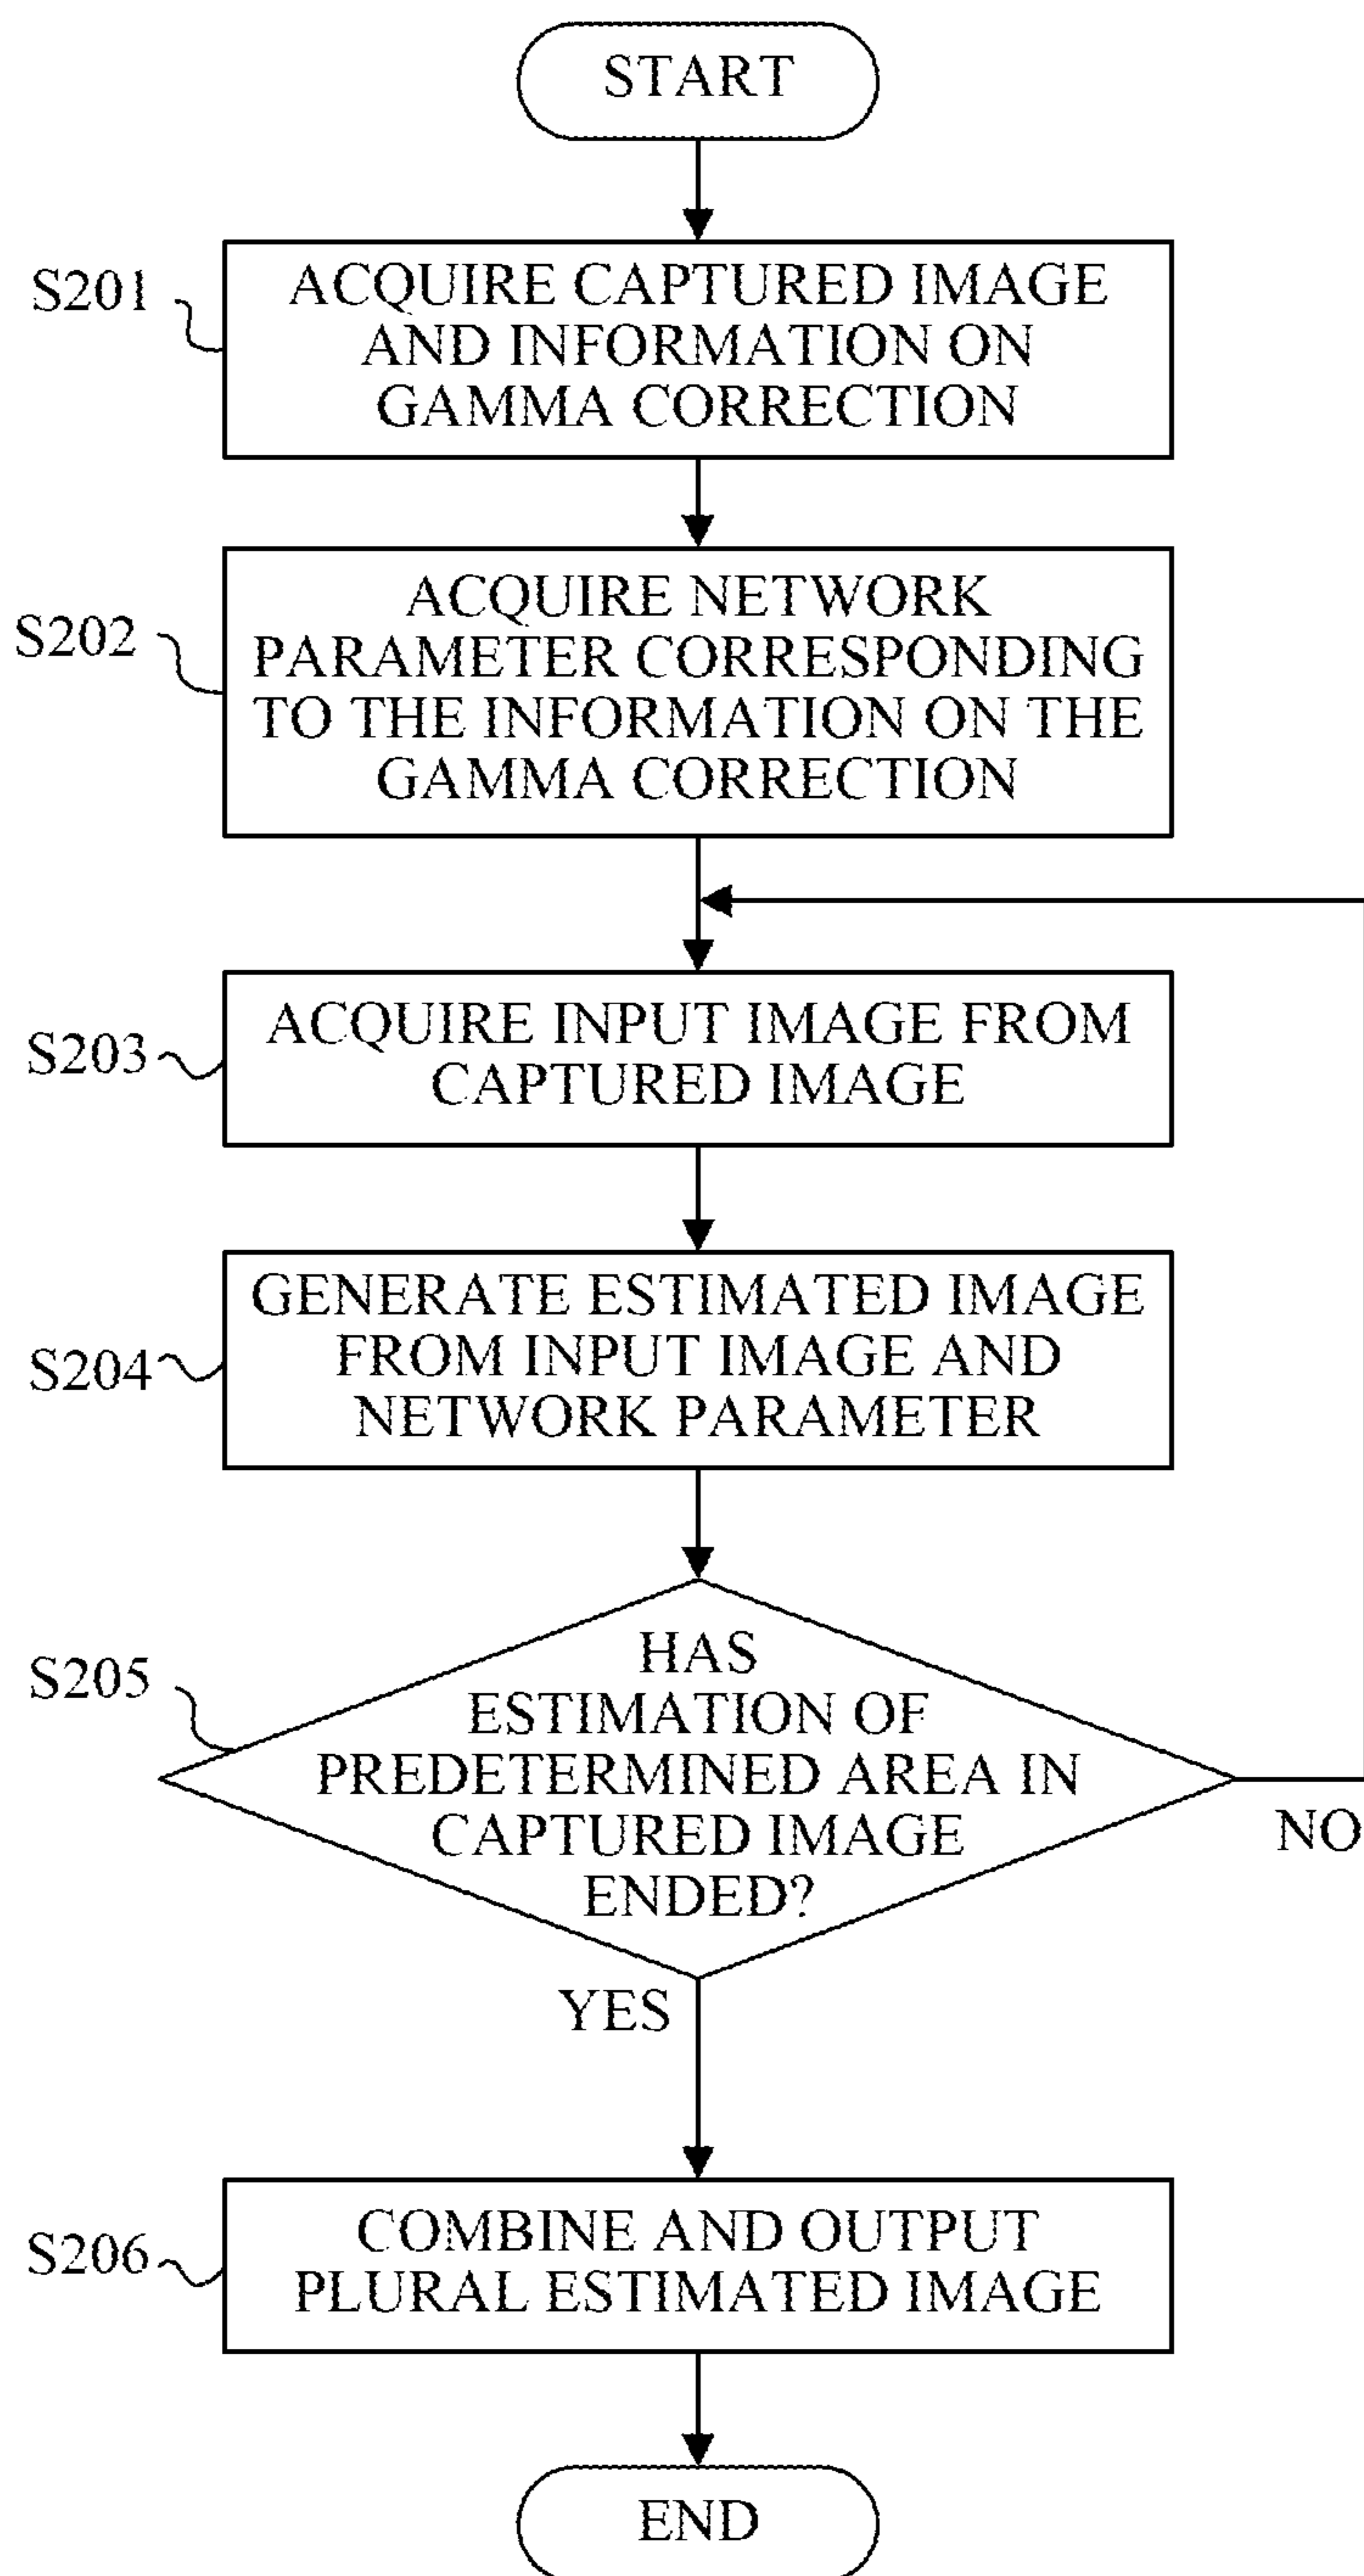 START
S201
ACQUIRE CAPTURED IMAGE
AND INFORMATION ON
GAMMA CORRECTION
S202
ACQUIRE NETWORK
PARAMETER CORRESPONDING
TO THE INFORMATION ON THE
GAMMA CORRECTION
S203
ACQUIRE INPUT IMAGE FROM
CAPTURED IMAGE
S204
GENERATE ESTIMATED IMAGE
FROM INPUT IMAGE AND
NETWORK PARAMETER
S205
HAS
ESTIMATION OF
PREDETERMINED AREA IN
CAPTURED IMAGE
ENDED?
NO
YES
S206
COMBINE AND OUTPUT
PLURAL ESTIMATED IMAGE
END